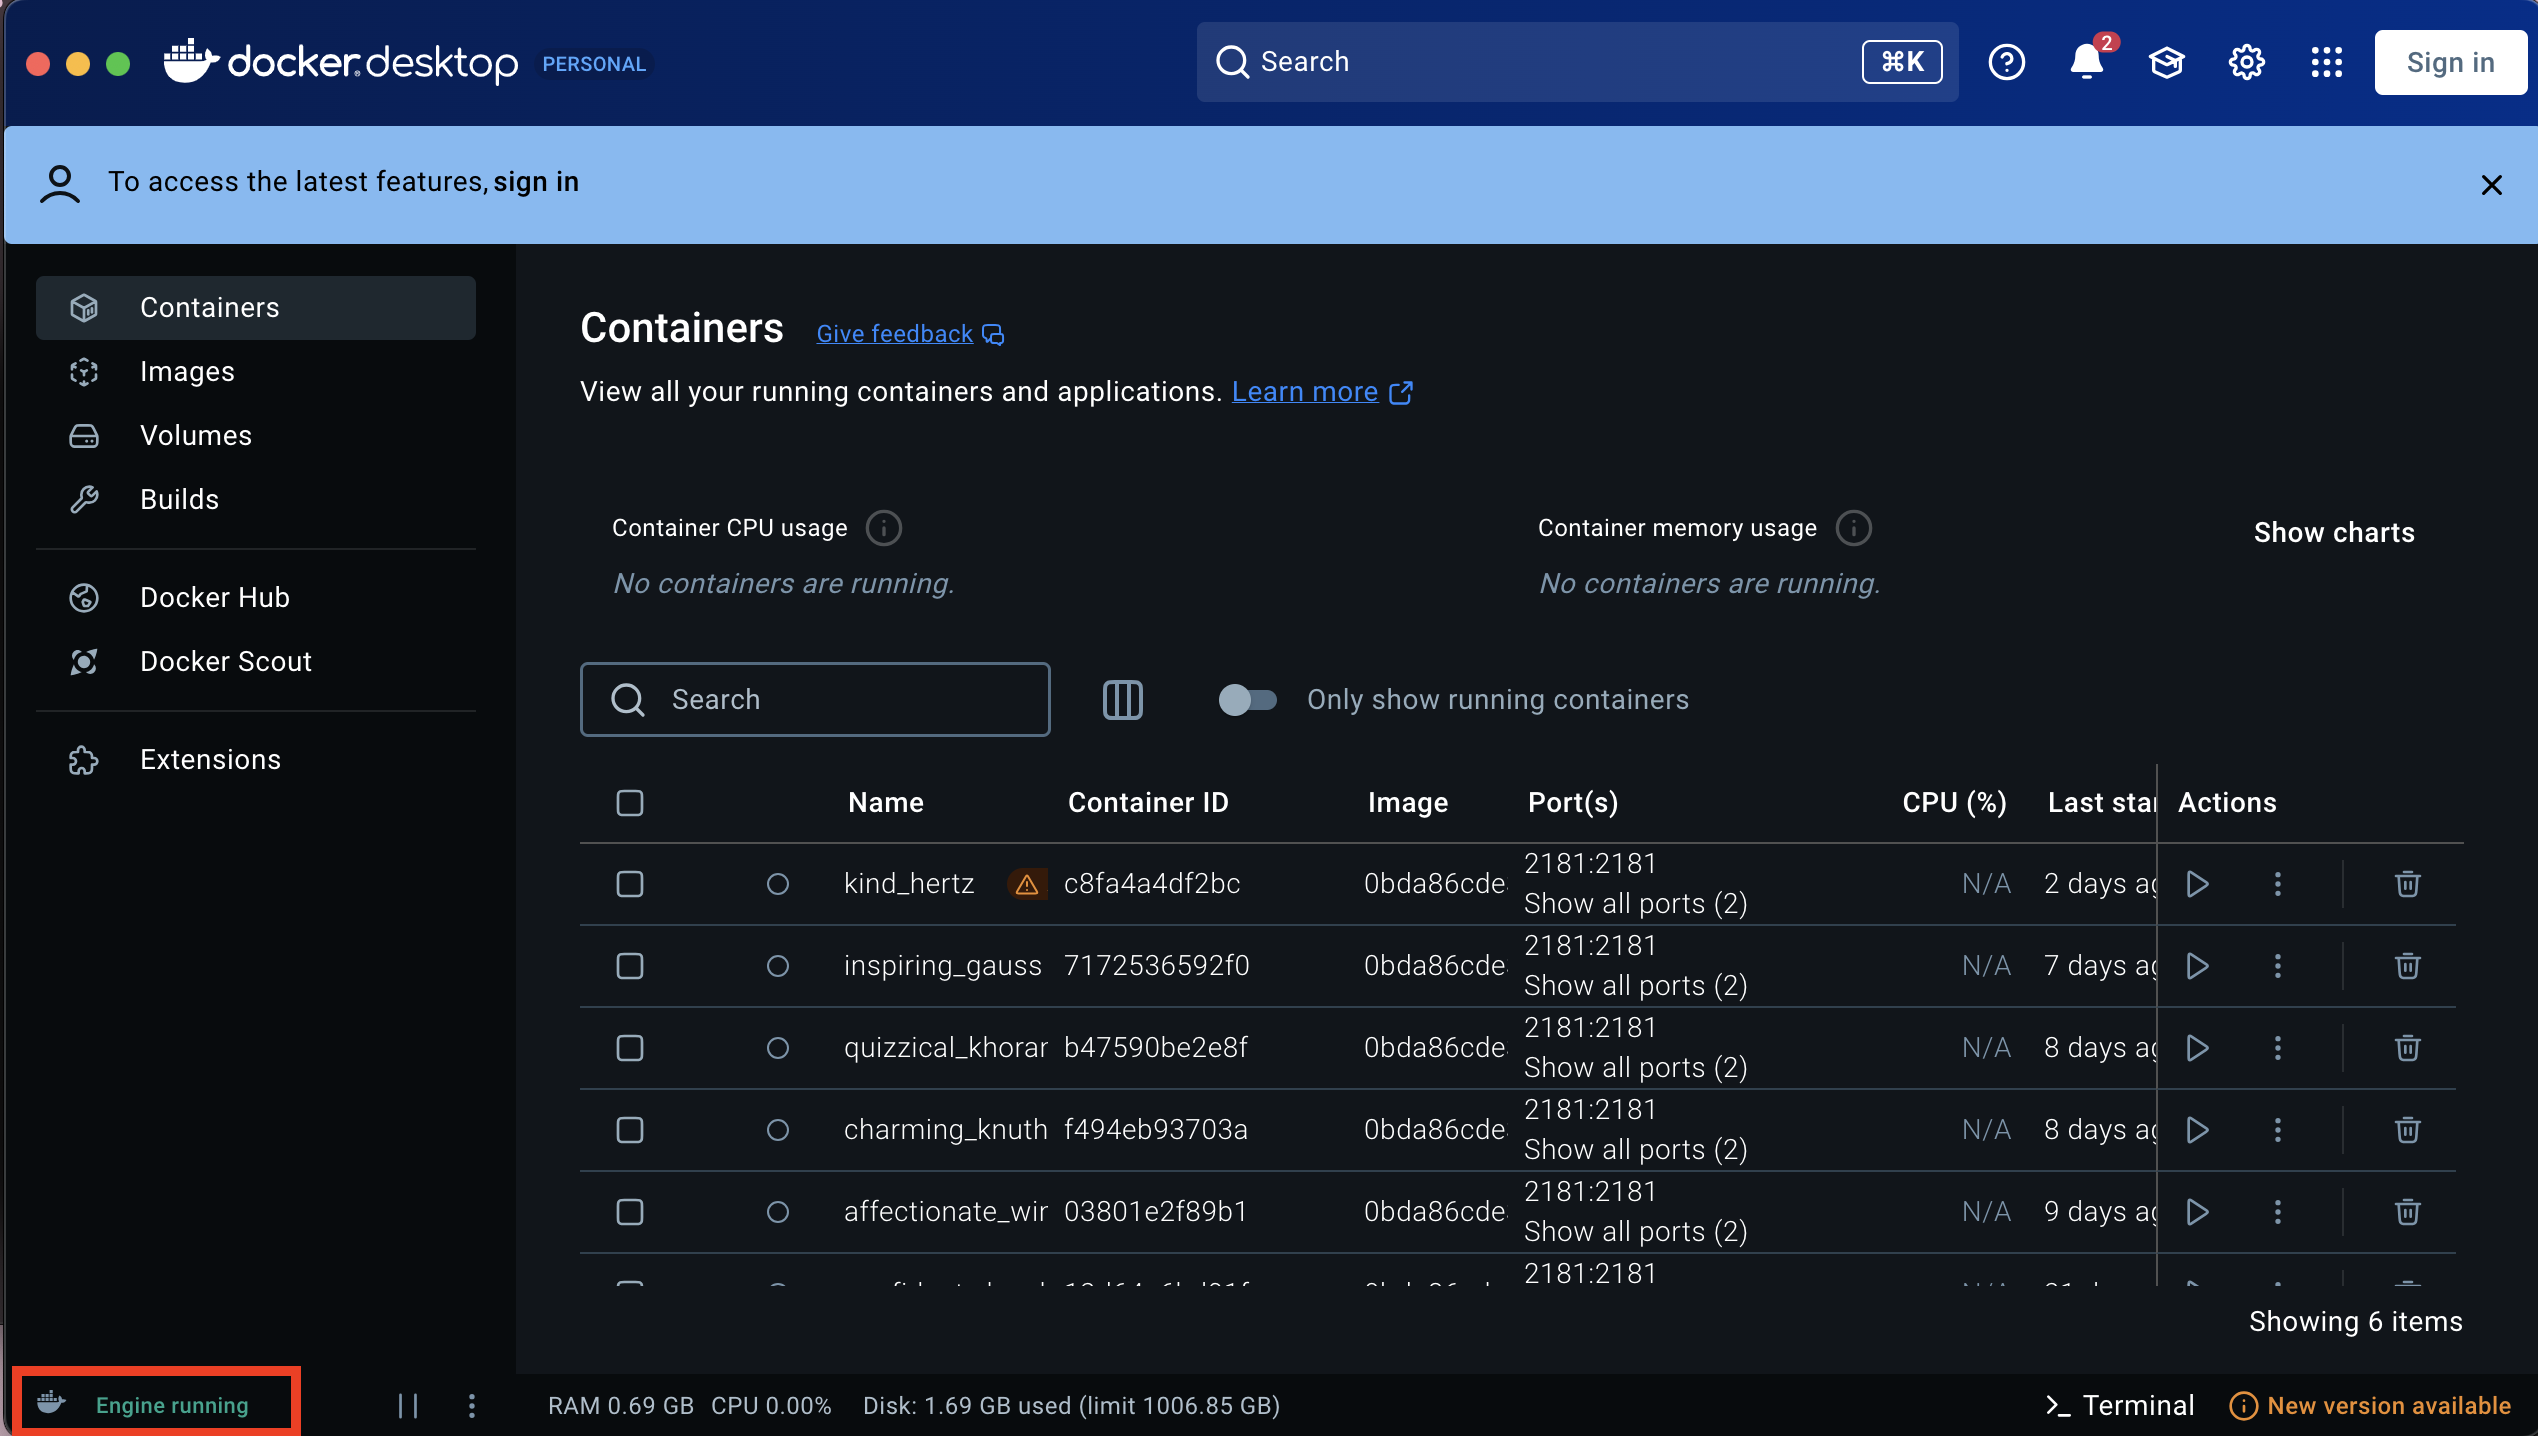 docker desktop PERSONAL
Search ⌘K
2
Sign in
To access the latest features, sign in
Containers
Images
Volumes
Builds
Docker Hub
Docker Scout
Extensions
Containers Give feedback
View all your running containers and applications. Learn more
Container CPU usage
No containers are running.
Container memory usage
No containers are running.
Show charts
Search
Only show running containers
Name Container ID Image Port(s) CPU (%) Last star Actions
kind_hertz c8fa4a4df2bc 0bda86cde 2181:2181 N/A 2 days ag
Show all ports (2)
inspiring_gauss 7172536592f0 0bda86cde 2181:2181 N/A 7 days ag
Show all ports (2)
quizzical_khorar b47590be2e8f 0bda86cde 2181:2181 N/A 8 days ag
Show all ports (2)
charming_knuth f494eb93703a 0bda86cde 2181:2181 N/A 8 days ag
Show all ports (2)
affectionate_wir 03801e2f89b1 0bda86cde 2181:2181 N/A 9 days ag
Show all ports (2)
2181:2181
Showing 6 items
Engine running
RAM 0.69 GB CPU 0.00% Disk: 1.69 GB used (limit 1006.85 GB)
>_ Terminal
New version available